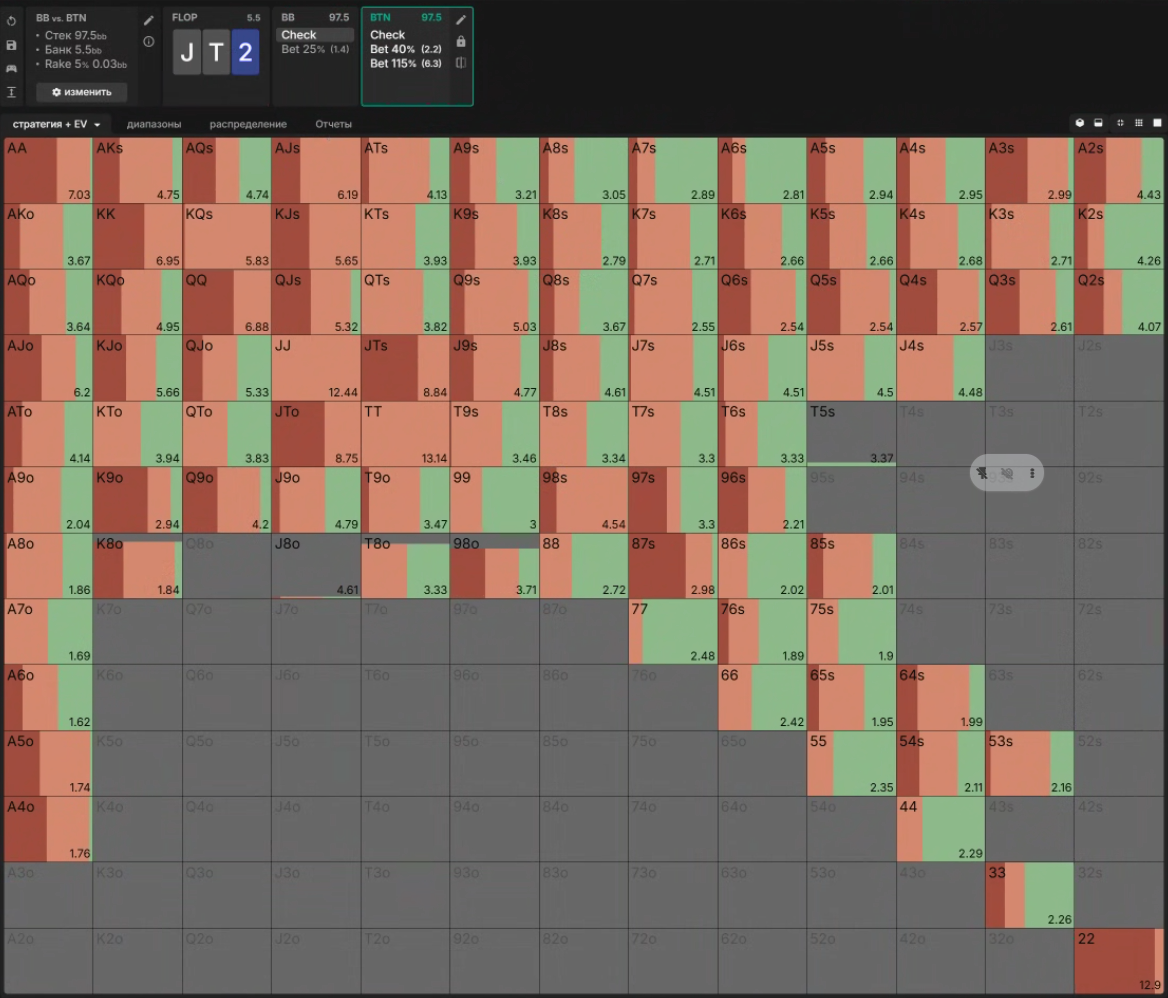 BB vs. BTN
• Стек 97.5bb
• Банк 5.5bb
• Rake 5% 0.03bb
изменить
FLOP 5.5
J T 2
BB 97.5
Check
Bet 25% (1.4)
BTN 97.5
Check
Bet 40% (2.2)
Bet 115% (6.3)
стратегия + EV диапазоны распределение Отчеты
AA AKs AQs AJs ATs A9s A8s A7s A6s A5s A4s A3s A2s
7.03 4.75 4.74 6.19 4.13 3.21 3.05 2.89 2.81 2.94 2.95 2.99 4.43
AKo KK KQs KJs KTs K9s K8s K7s K6s K5s K4s K3s K2s
3.67 6.95 5.83 5.65 3.93 3.93 2.79 2.71 2.66 2.66 2.68 2.71 4.26
AQo KQo QQ QJs QTs Q9s Q8s Q7s Q6s Q5s Q4s Q3s Q2s
3.64 4.95 6.88 5.32 3.82 5.03 3.67 2.55 2.54 2.54 2.57 2.61 4.07
AJo KJo QJo JJ JTs J9s J8s J7s J6s J5s J4s J3s J2s
6.2 5.66 5.33 12.44 8.84 4.77 4.61 4.51 4.51 4.5 4.48
ATo KTo QTo JTo TT T9s T8s T7s T6s T5s T4s T3s T2s
4.14 3.94 3.83 8.75 13.14 3.46 3.34 3.3 3.33 3.37
A9o K9o Q9o J9o T9o 99 98s 97s 96s 95s 94s 92s
2.04 2.94 4.2 4.79 3.47 3 4.54 3.3 2.21
A8o K8o Q8o J8o T8o 98o 88 87s 86s 85s 84s 83s 82s
1.86 1.84 4.61 3.33 3.71 2.72 2.98 2.02 2.01
A7o K7o Q7o J7o T7o 97o 87o 77 76s 75s 74s 73s 72s
1.69 2.48 1.89 1.9
A6o K6o Q6o J6o T6o 96o 86o 76o 66 65s 64s 63s 62s
1.62 2.42 1.95 1.99
A5o K5o Q5o J5o T5o 95o 85o 75o 65o 55 54s 53s 52s
1.74 2.35 2.11 2.16
A4o K4o Q4o J4o T4o 94o 84o 74o 64o 54o 44 43s 42s
1.76 2.29
A3o K3o Q3o J3o T3o 93o 83o 73o 63o 53o 43o 33 32s
2.26
A2o K2o Q2o J2o T2o 92o 82o 72o 62o 52o 42o 32o 22
12.9